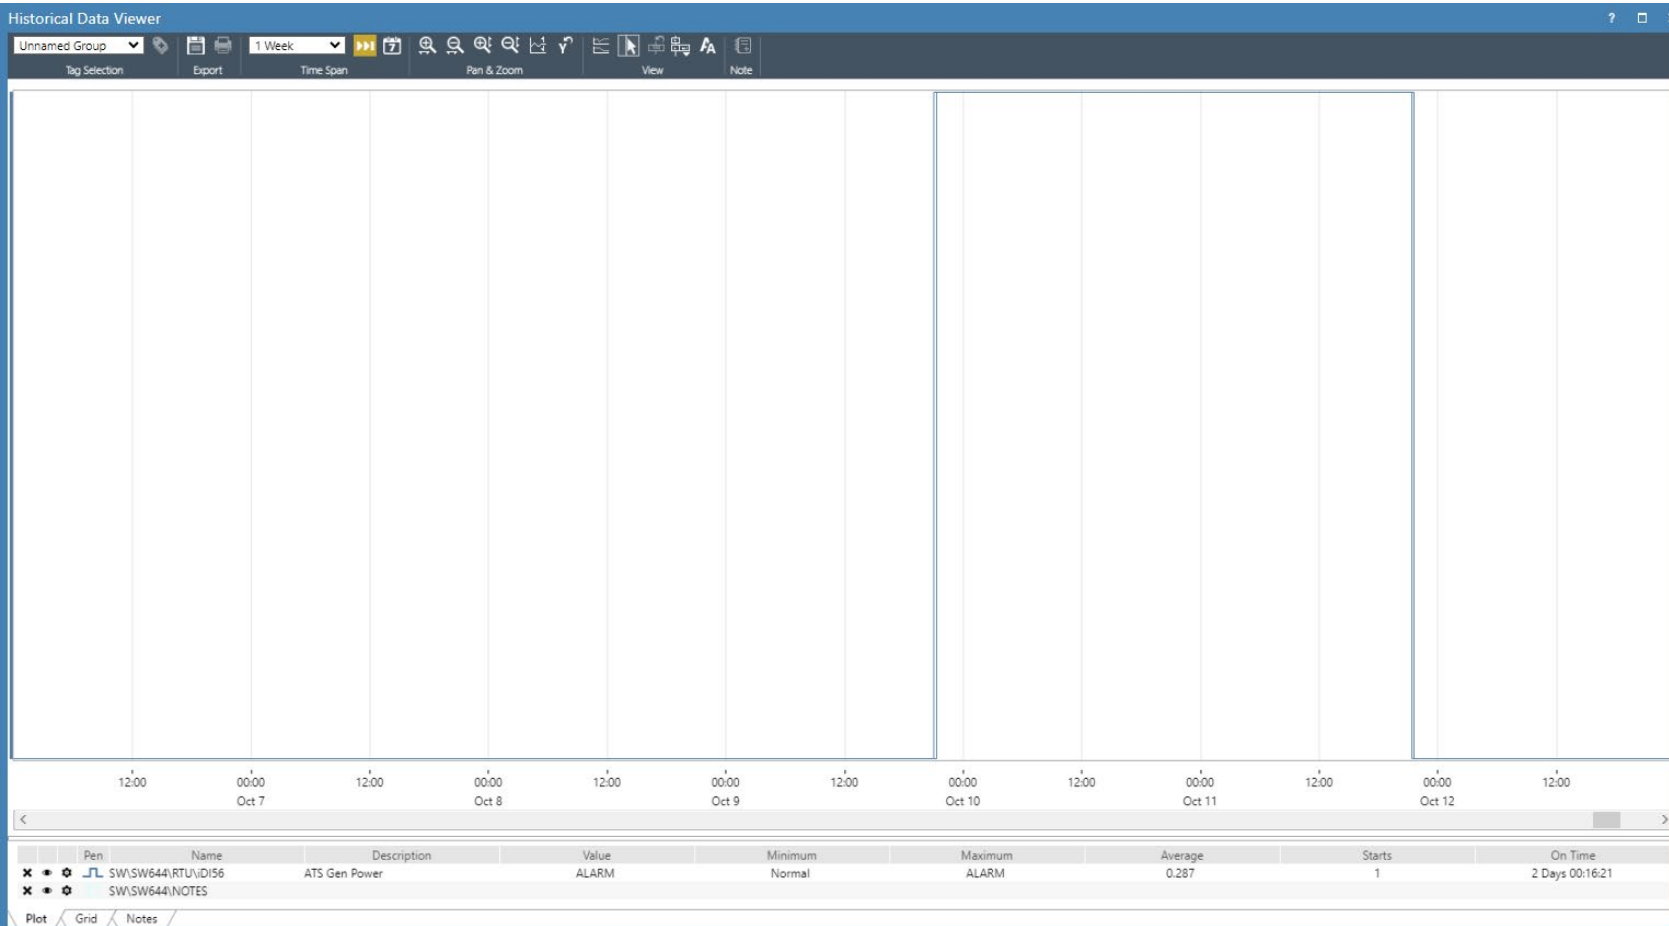 Historical Data Viewer ?
Unnamed Group 1 Week 7
Tag Selection Export Time Span Pan & Zoom View Note
12:00 00:00 12:00 00:00 12:00 00:00 12:00 00:00 12:00 00:00 12:00 00:00 12:00
Oct 7 Oct 8 Oct 9 Oct 10 Oct 11 Oct 12
Pen Name Description Value Minimum Maximum Average Starts On Time
SW\SW644\RTU\iDI56 ATS Gen Power ALARM Normal ALARM 0.287 1 2 Days 00:16:21
SW\SW644\NOTES
Plot Grid Notes